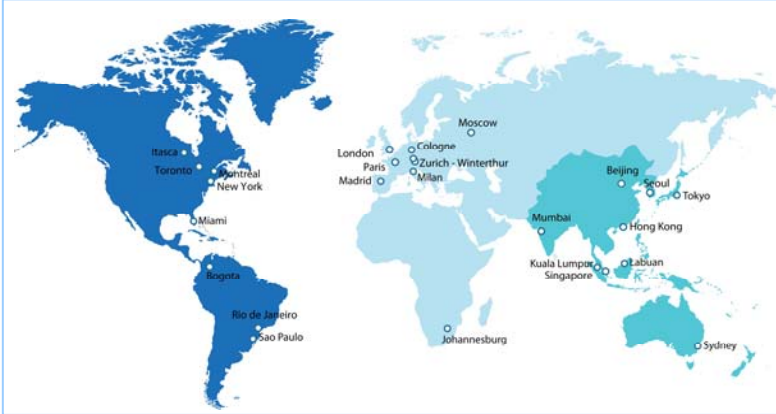 Moscow
Itasca
London
Cologne
Toronto
Montréal
Paris
Zurich - Winterthur
Milan
Beijing
Seoul
New York
Madrid
Tokyo
Miami
Mumbai
Hong Kong
Bogota
Kuala Lumpur
Labuan
Singapore
Rio de Janeiro
Sao Paulo
Johannesburg
Sydney